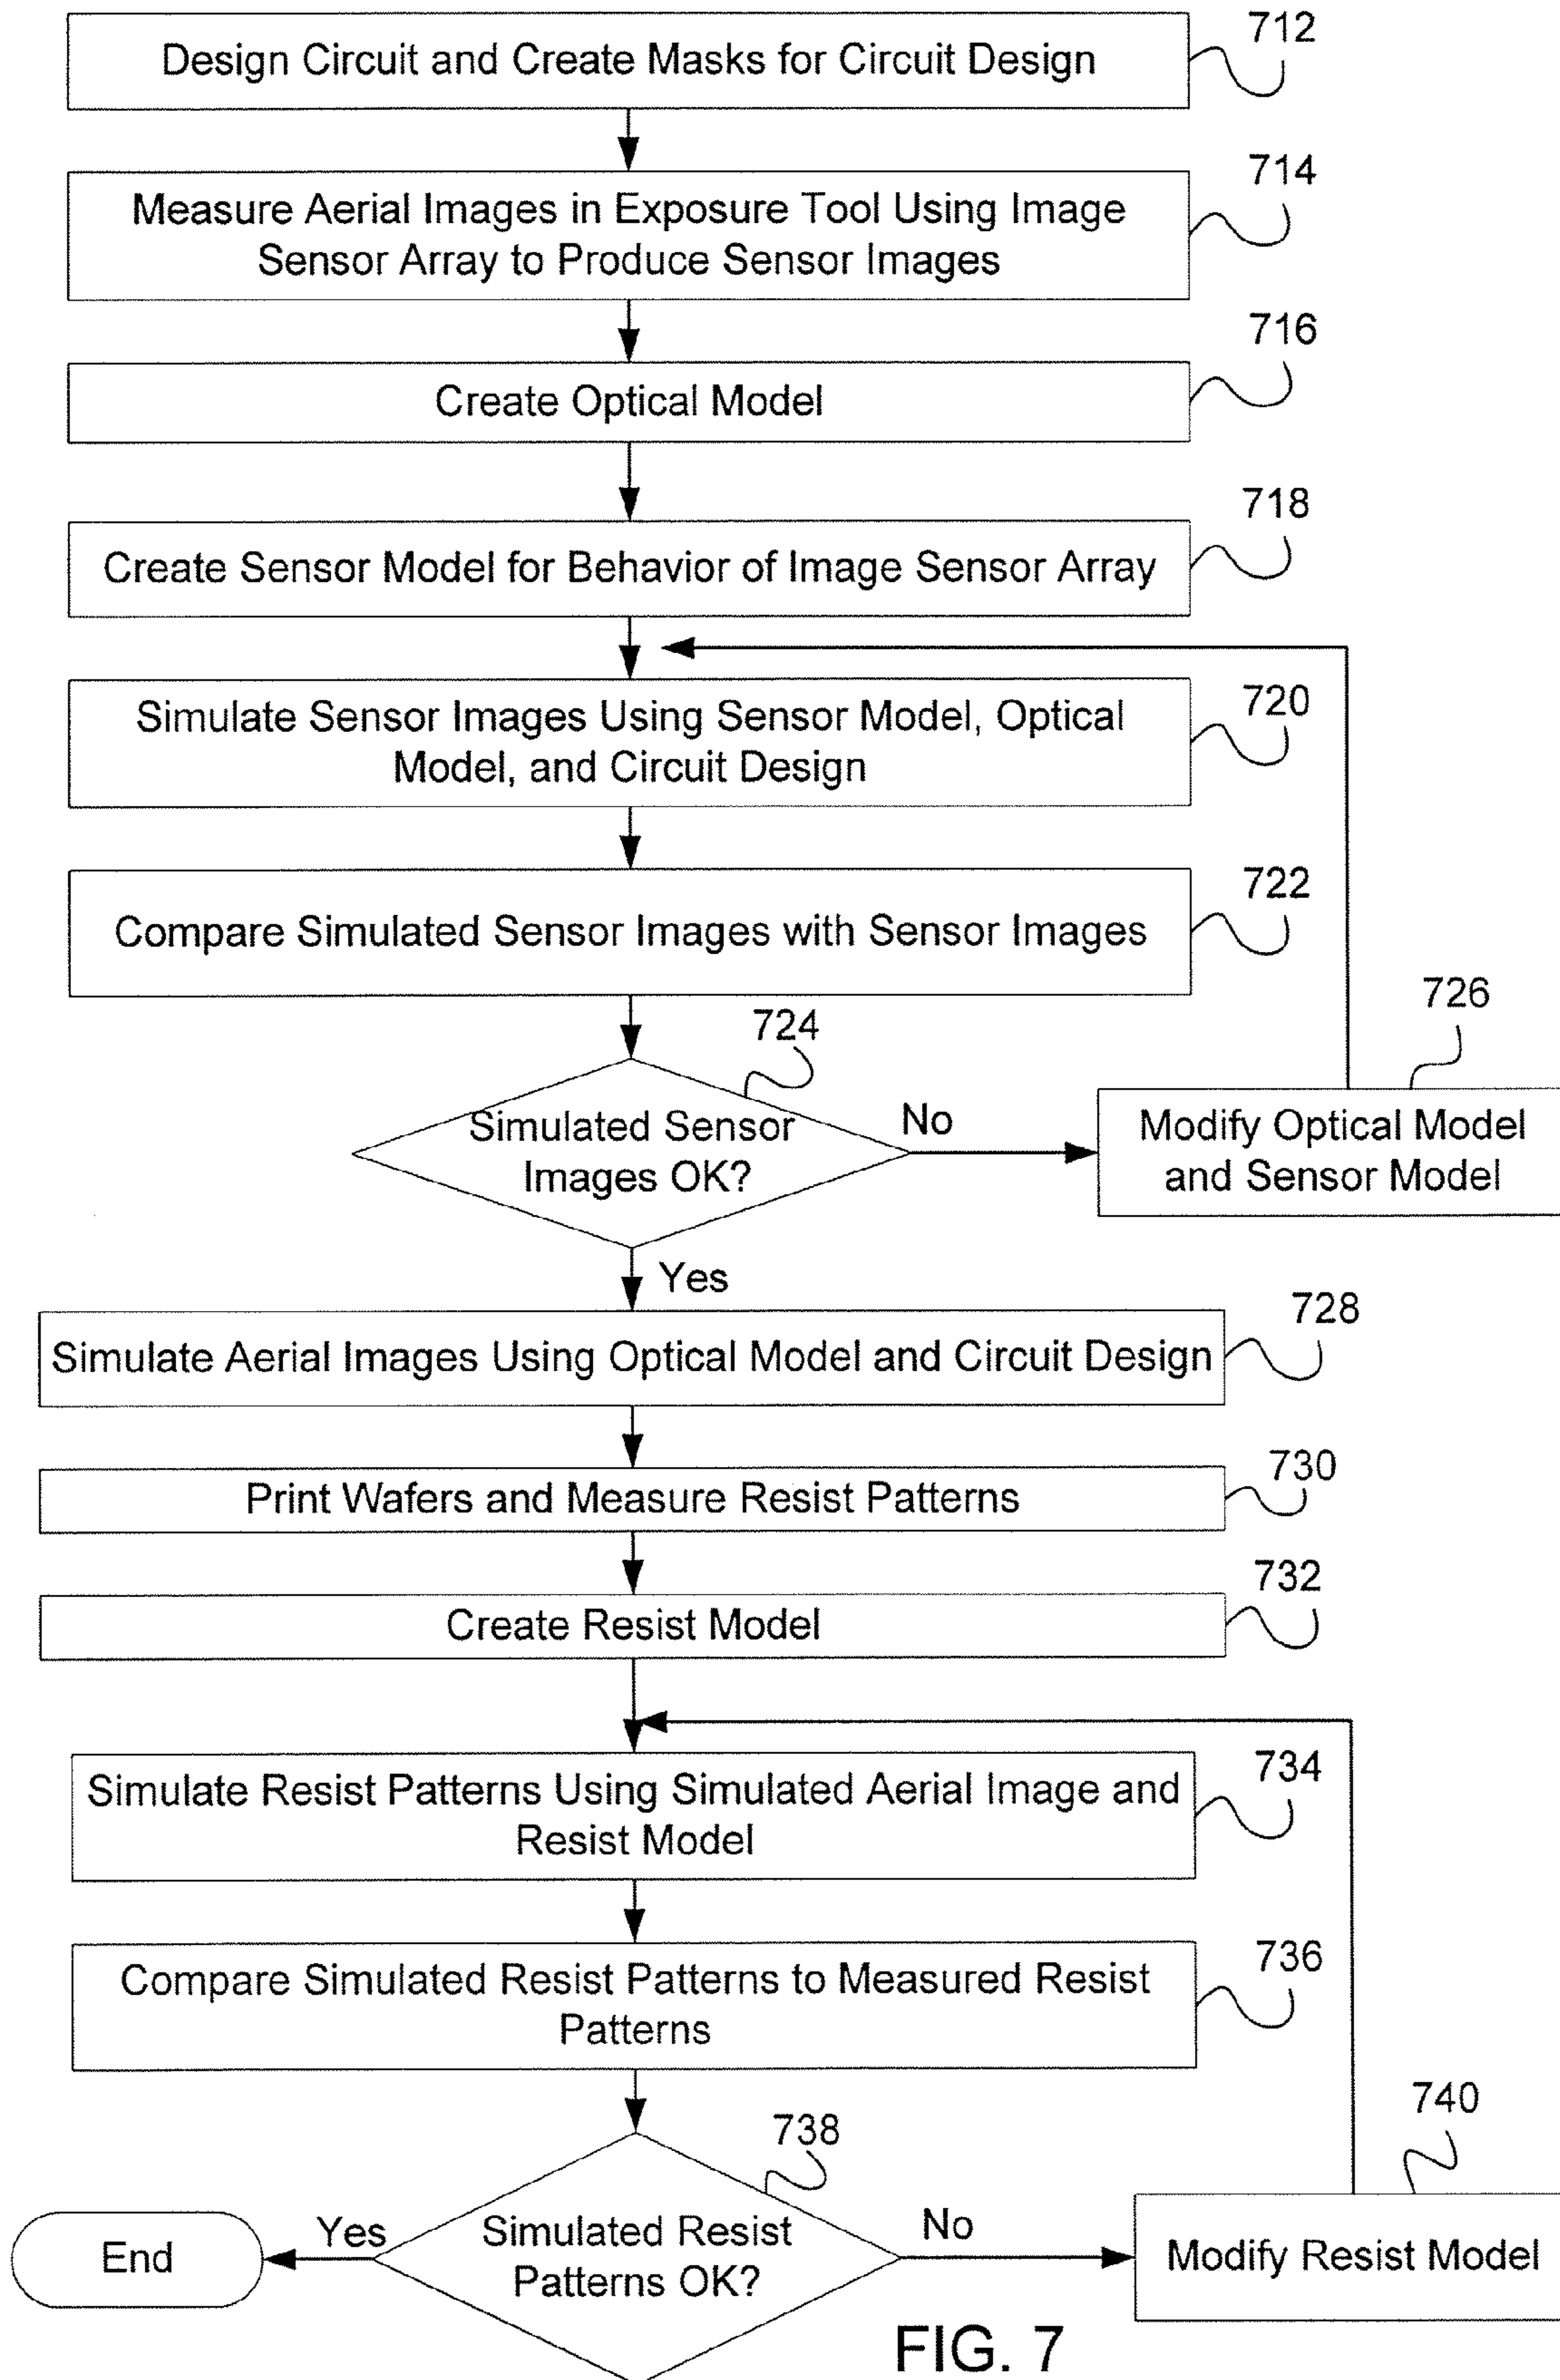 712
Design Circuit and Create Masks for Circuit Design
714
Measure Aerial Images in Exposure Tool Using Image
Sensor Array to Produce Sensor Images
716
Create Optical Model
718
Create Sensor Model for Behavior of Image Sensor Array
720
Simulate Sensor Images Using Sensor Model, Optical
Model, and Circuit Design
722
Compare Simulated Sensor Images with Sensor Images
724
726
Simulated Sensor
Images OK?
No
Modify Optical Model
and Sensor Model
Yes
728
Simulate Aerial Images Using Optical Model and Circuit Design
730
Print Wafers and Measure Resist Patterns
732
Create Resist Model
734
Simulate Resist Patterns Using Simulated Aerial Image and
Resist Model
736
Compare Simulated Resist Patterns to Measured Resist
Patterns
738
740
End
Yes
Simulated Resist
Patterns OK?
No
Modify Resist Model
FIG. 7